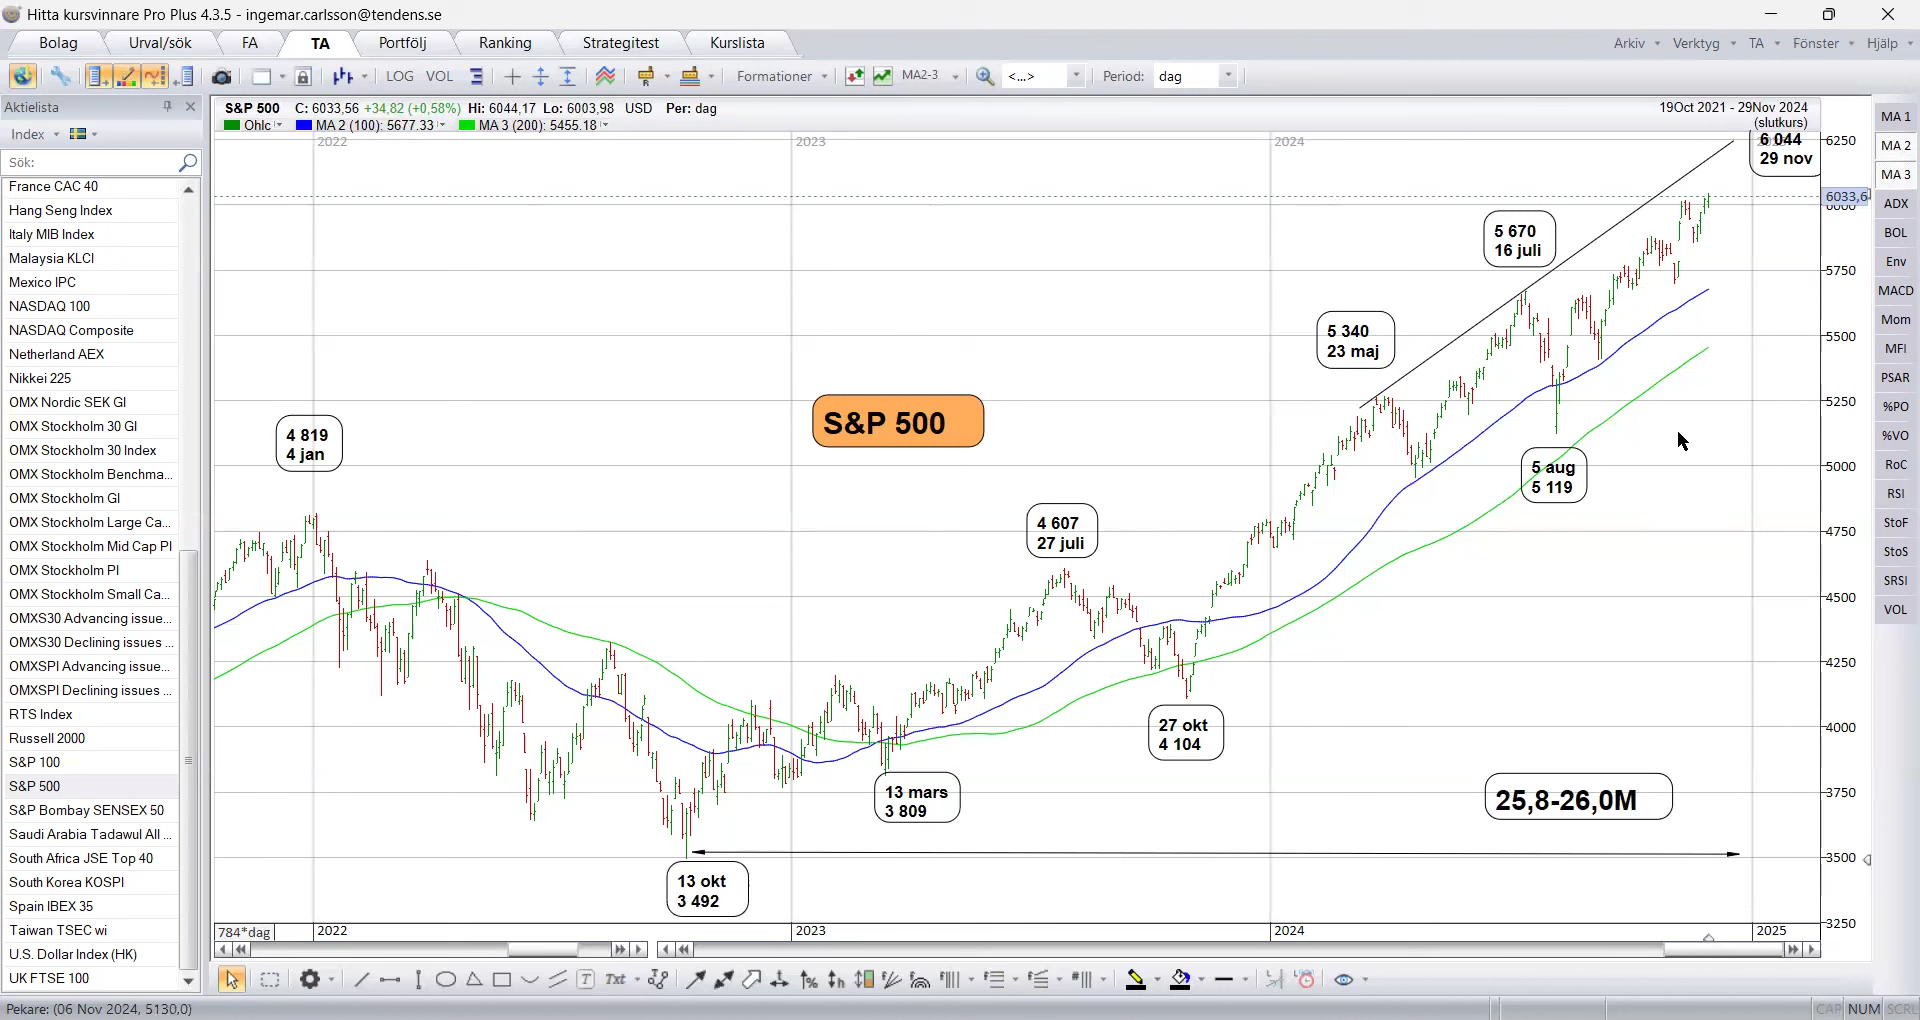 Hitta kursvinnare Pro Plus 4.3.5 - ingemar.carlsson@tendens.se
Bolag
Urval/sök
FA
TA
Portfölj
Ranking
Strategitest
Kurslista
Arkiv
Verktyg
TA
Fönster
Hjälp
LOG
VOL
Formationer
MA2-3
<...>
Period:
dag
Aktielista
Index
Sök:
France CAC 40
Hang Seng Index
Italy MIB Index
Malaysia KLCI
Mexico IPC
NASDAQ 100
NASDAQ Composite
Netherland AEX
Nikkei 225
OMX Nordic SEK GI
OMX Stockholm 30 GI
OMX Stockholm 30 Index
OMX Stockholm Benchma...
OMX Stockholm GI
OMX Stockholm Large Ca...
OMX Stockholm Mid Cap PI
OMX Stockholm PI
OMX Stockholm Small Ca...
OMXS30 Advancing issue...
OMXS30 Declining issues ...
OMXSPI Advancing issue...
OMXSPI Declining issues ...
RTS Index
Russell 2000
S&P 100
S&P 500
S&P Bombay SENSEX 50
Saudi Arabia Tadawul All ...
South Africa JSE Top 40
South Korea KOSPI
Spain IBEX 35
Taiwan TSEC wi
U.S. Dollar Index (HK)
UK FTSE 100
S&P 500 C: 6033,56 +34,82 (+0,58%) Hi: 6044,17 Lo: 6003,98 USD Per: dag
19Oct 2021 - 29Nov 2024
(slutkurs)
Ohlc
MA 2 (100): 5677.33
MA 3 (200): 5455.18
2022
2023
2024
6 044
29 nov
5 670
16 juli
5 340
23 maj
S&P 500
4 819
4 jan
5 aug
5 119
4 607
27 juli
27 okt
4 104
13 mars
3 809
25,8-26,0M
13 okt
3 492
6250
6033,6
6000
5750
5500
5250
5000
4750
4500
4250
4000
3750
3500
3250
784*dag
2022
2023
2024
2025
MA 1
MA 2
MA 3
ADX
BOL
Env
MACD
Mom
MFI
PSAR
%PO
%VO
RoC
RSI
StoF
StoS
SRSI
VOL
Txt
Pekare: (06 Nov 2024, 5130,0)
CAP
NUM
SCRL